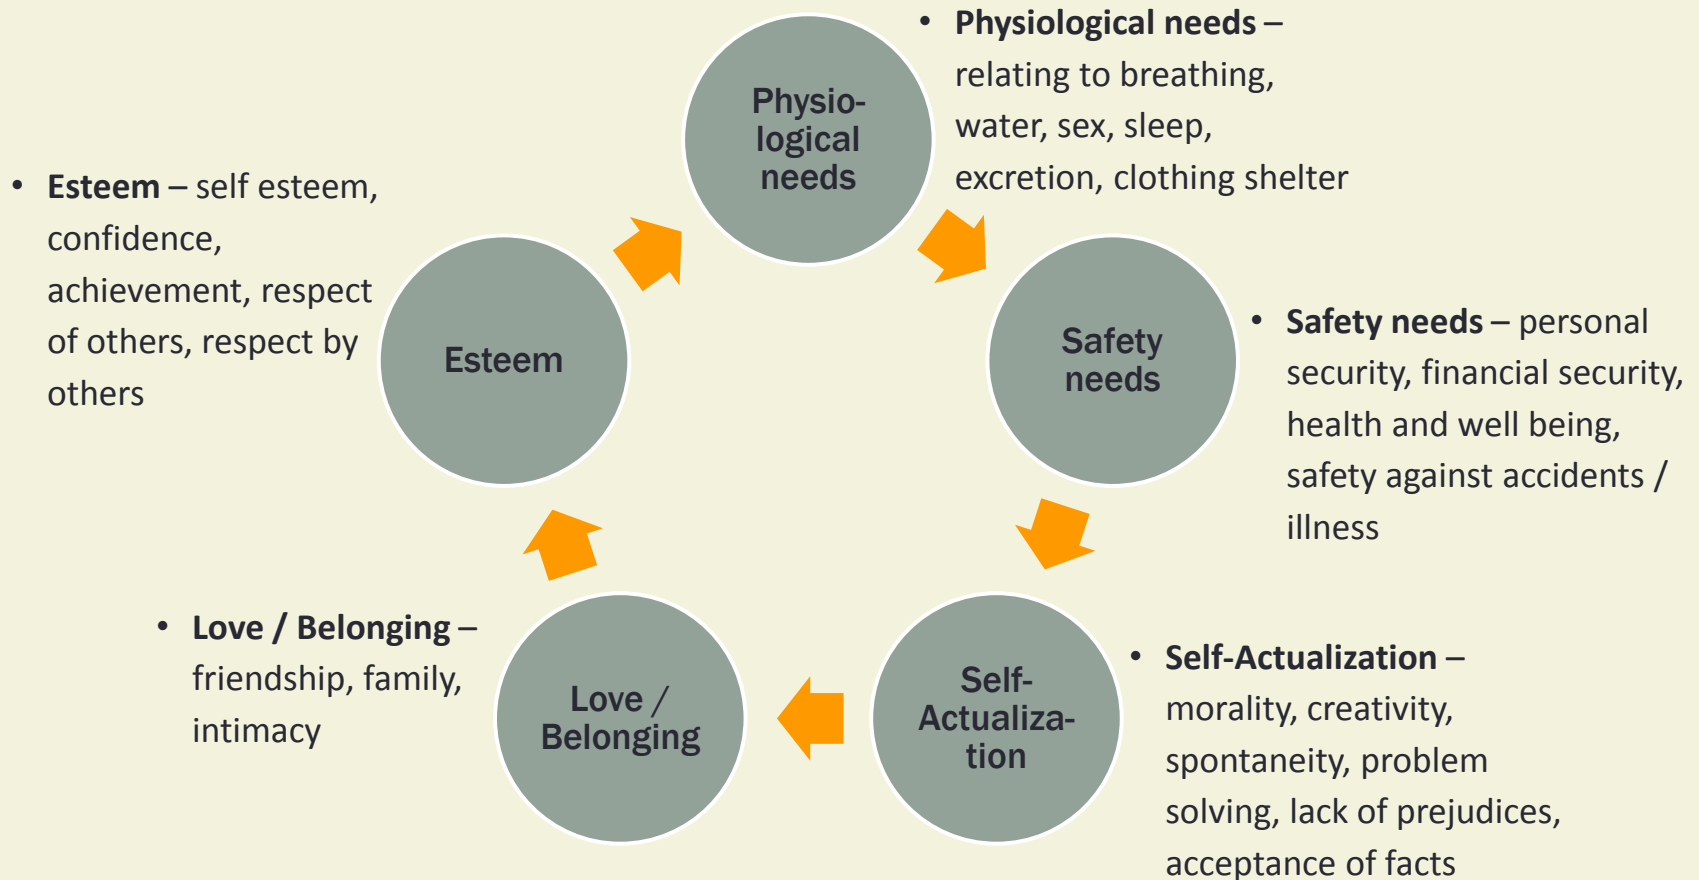 Physio-
logical
needs
• Physiological needs –
relating to breathing,
water, sex, sleep,
excretion, clothing shelter
Safety
needs
• Safety needs – personal
security, financial security,
health and well being,
safety against accidents /
illness
Self-
Actualiza-
tion
• Self-Actualization –
morality, creativity,
spontaneity, problem
solving, lack of prejudices,
acceptance of facts
Love /
Belonging
• Love / Belonging –
friendship, family,
intimacy
Esteem
• Esteem – self esteem,
confidence,
achievement, respect
of others, respect by
others